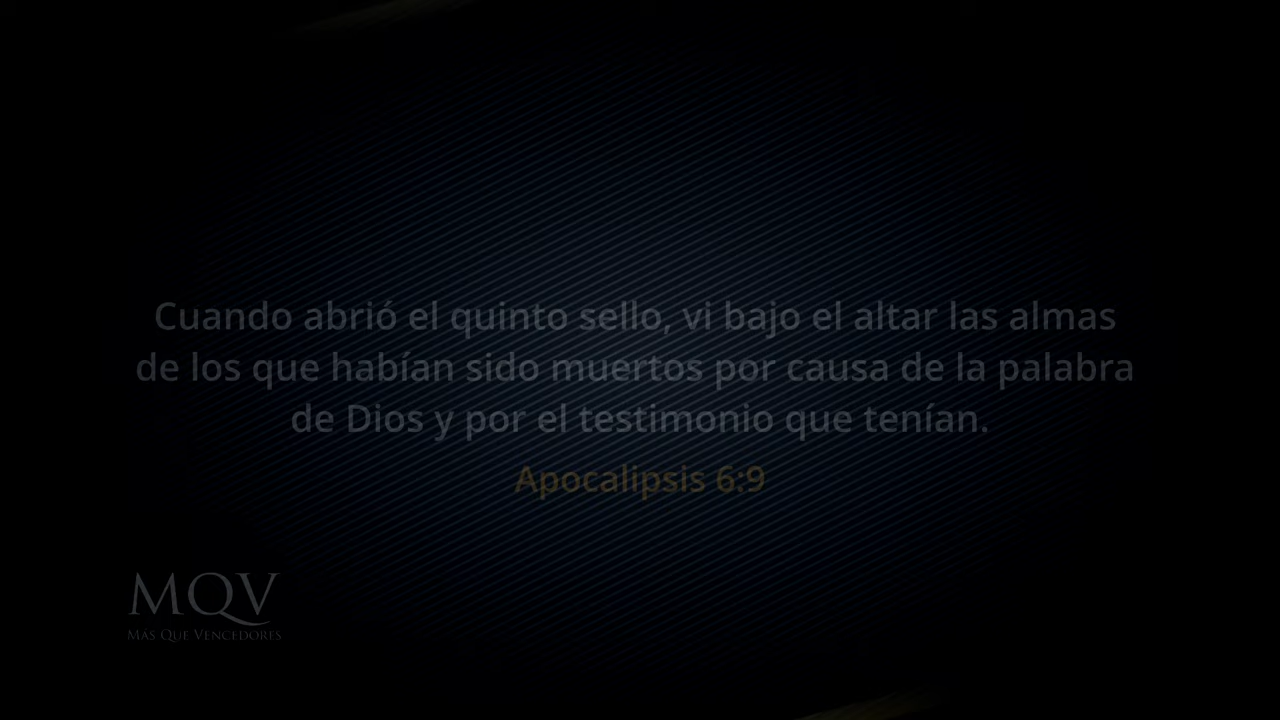 Cuando abrió el quinto sello, vi bajo el altar las almas
de los que habían sido muertos por causa de la palabra
de Dios y por el testimonio que tenían.
Apocalipsis 6:9
MQV
MAS QUE VENCEDORES